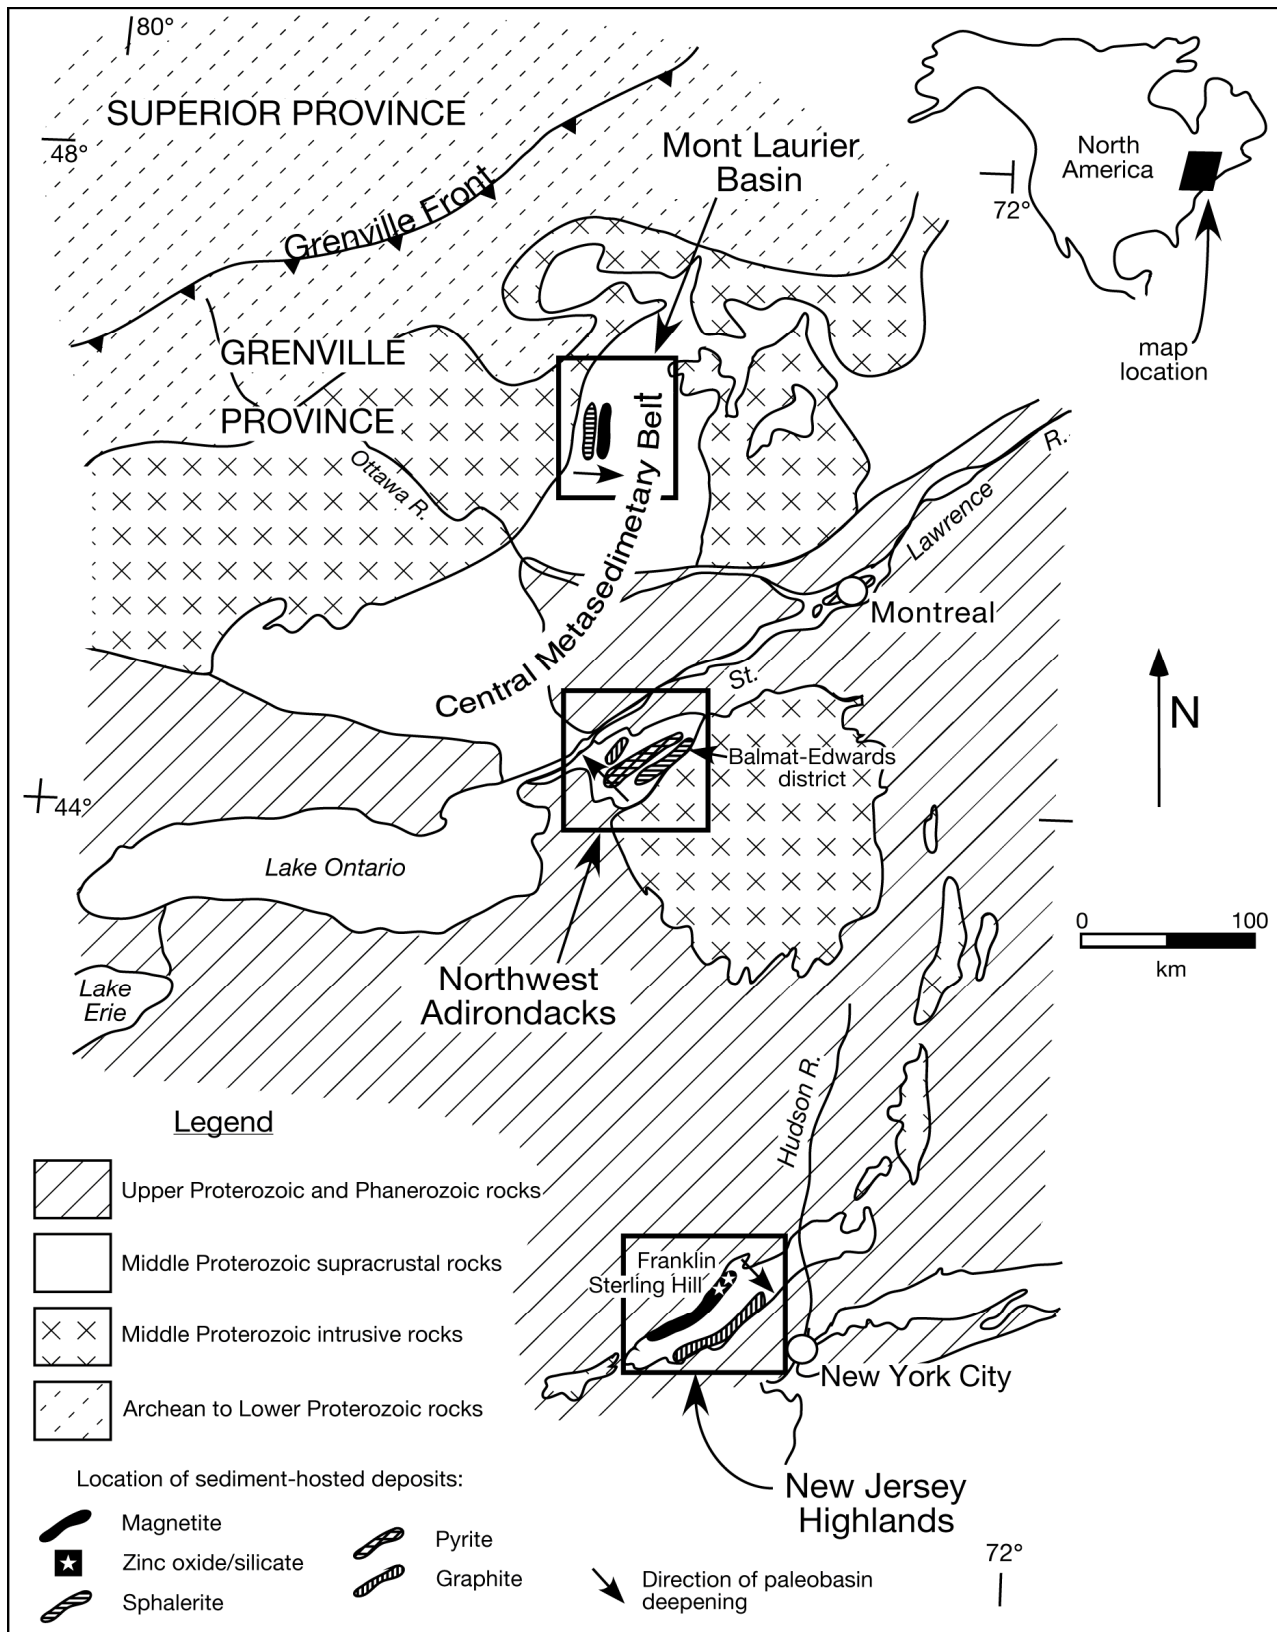 80°
SUPERIOR PROVINCE
48°
Grenville Front
Mont Laurier
Basin
North
America
72°
map
location
GRENVILLE
PROVINCE
Ottawa R.
Central Metasedimetary Belt
R.
Lawrence
Montreal
St.
N
Balmat-Edwards
district
44°
Lake Ontario
0 100
km
Northwest
Adirondacks
Lake
Erie
Hudson R.
Legend
Upper Proterozoic and Phanerozoic rocks
Middle Proterozoic supracrustal rocks
Middle Proterozoic intrusive rocks
Archean to Lower Proterozoic rocks
Franklin
Sterling Hill
New York City
New Jersey
Highlands
Location of sediment-hosted deposits:
Magnetite
Zinc oxide/silicate
Sphalerite
Pyrite
Graphite
Direction of paleobasin
deepening
72°